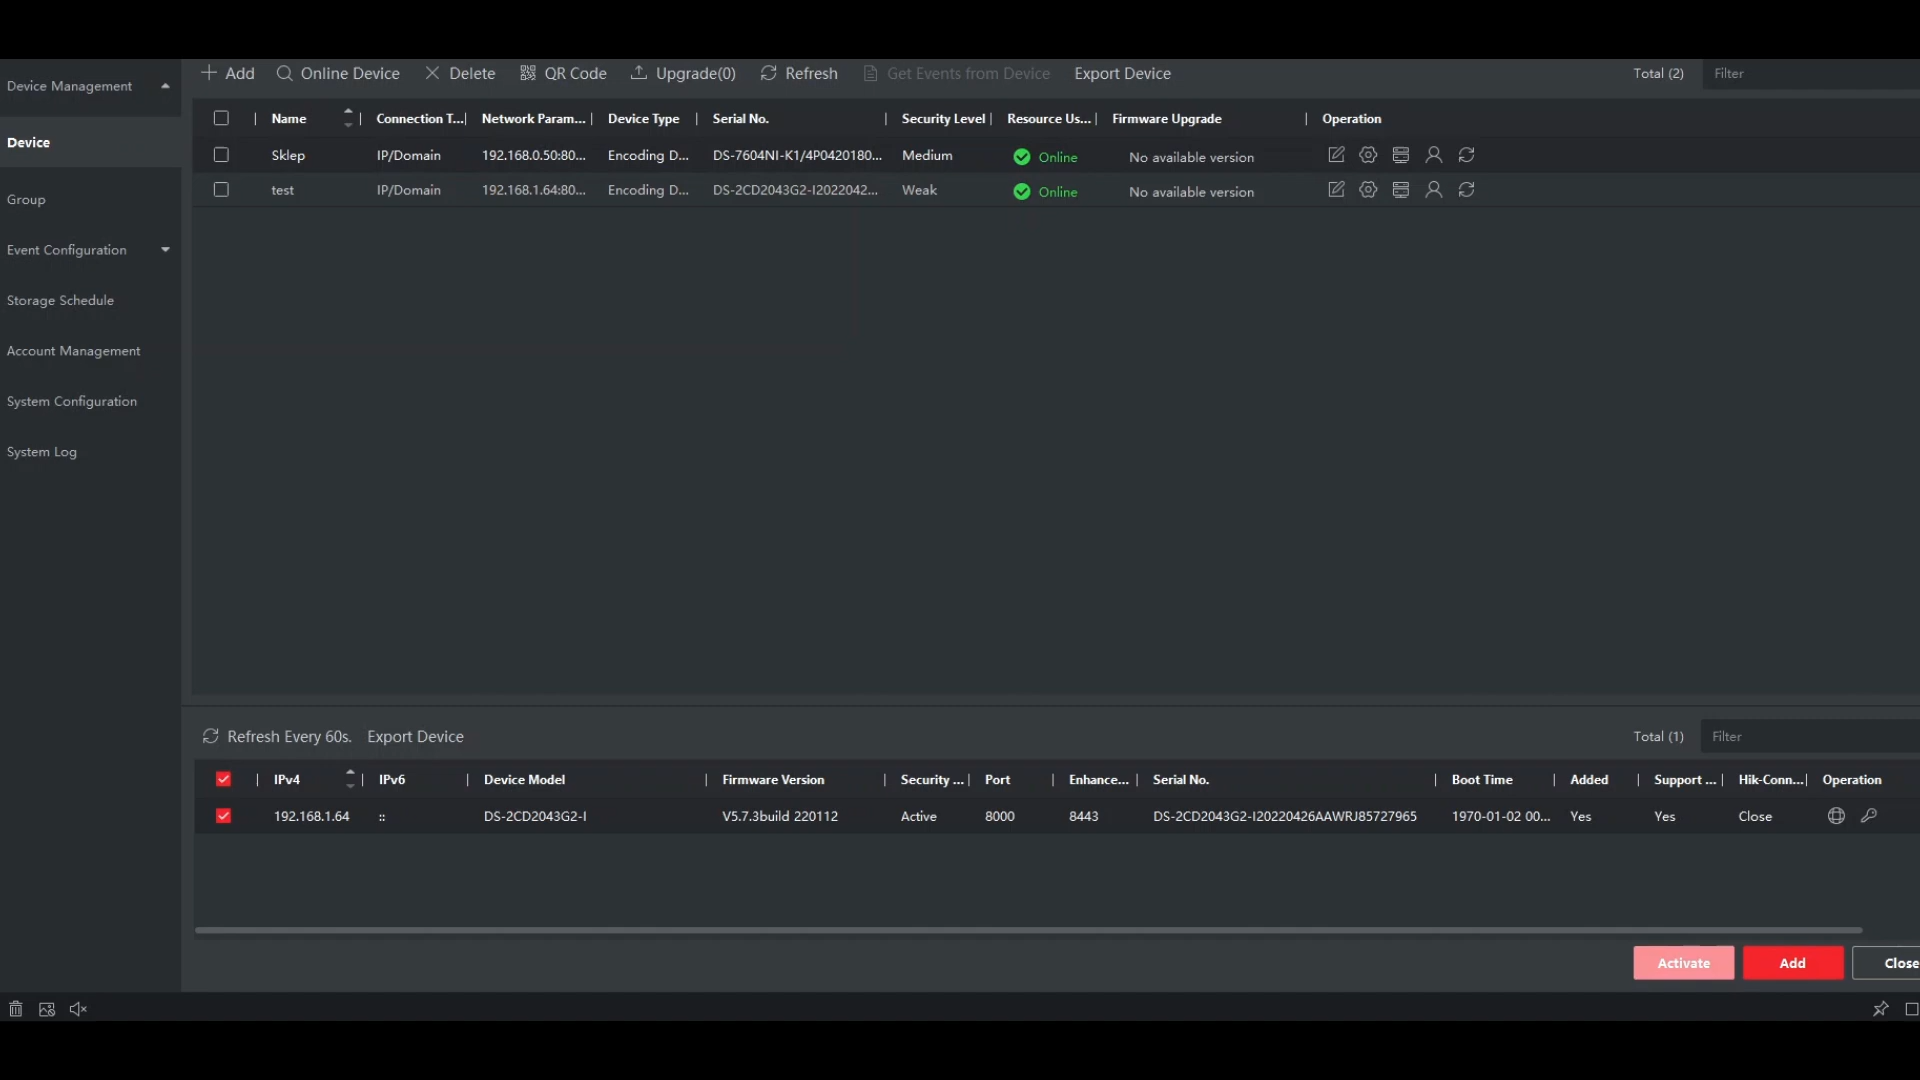 Add Online Device Delete QR Code Upgrade(0) Refresh Get Events from Device Export Device Total (2) Filter
Device Management
Device
Group
Event Configuration
Storage Schedule
Account Management
System Configuration
System Log
Name Connection T... Network Param... Device Type Serial No. Security Level Resource Us... Firmware Upgrade Operation
Sklep IP/Domain 192.168.0.50:80... Encoding D... DS-7604NI-K1/4P0420180... Medium Online No available version
test IP/Domain 192.168.1.64:80... Encoding D... DS-2CD2043G2-I2022042... Weak Online No available version
Refresh Every 60s. Export Device Total (1) Filter
IPv4 IPv6 Device Model Firmware Version Security ... Port Enhance... Serial No. Boot Time Added Support ... Hik-Conn... Operation
192.168.1.64 :: DS-2CD2043G2-I V5.7.3build 220112 Active 8000 8443 DS-2CD2043G2-I20220426AAWRJ85727965 1970-01-02 00... Yes Yes Close
Activate Add Close